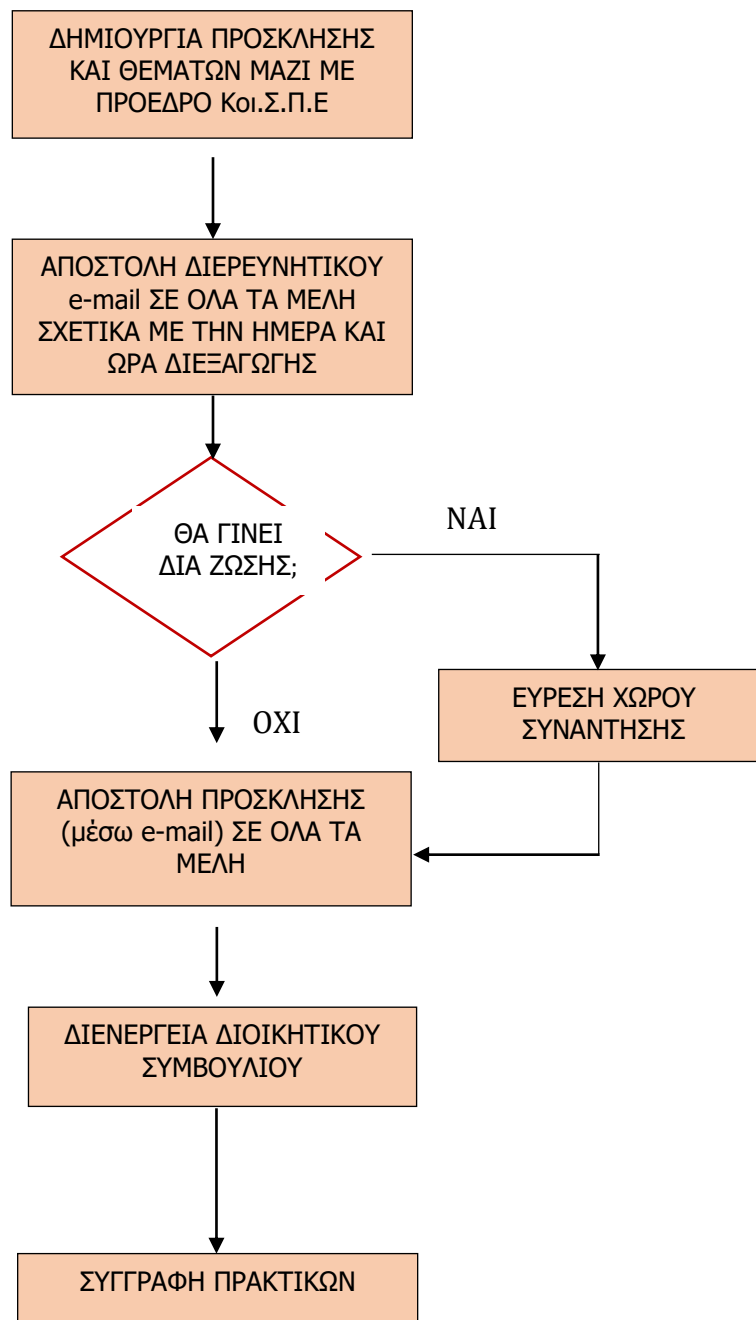 ΔΗΜΙΟΥΡΓΙΑ ΠΡΟΣΚΛΗΣΗΣ
ΚΑΙ ΘΕΜΑΤΩΝ ΜΑΖΙ ΜΕ
ΠΡΟΕΔΡΟ Κοι.Σ.Π.Ε
ΑΠΟΣΤΟΛΗ ΔΙΕΡΕΥΝΗΤΙΚΟΥ
e-mail ΣΕ ΟΛΑ ΤΑ ΜΕΛΗ
ΣΧΕΤΙΚΑ ΜΕ ΤΗΝ ΗΜΕΡΑ ΚΑΙ
ΩΡΑ ΔΙΕΞΑΓΩΓΗΣ
ΘΑ ΓΙΝΕΙ
ΔΙΑ ΖΩΣΗΣ;
ΝΑΙ
ΕΥΡΕΣΗ ΧΩΡΟΥ
ΣΥΝΑΝΤΗΣΗΣ
ΟΧΙ
ΑΠΟΣΤΟΛΗ ΠΡΟΣΚΛΗΣΗΣ
(μέσω e-mail) ΣΕ ΟΛΑ ΤΑ
ΜΕΛΗ
ΔΙΕΝΕΡΓΕΙΑ ΔΙΟΙΚΗΤΙΚΟΥ
ΣΥΜΒΟΥΛΙΟΥ
ΣΥΓΓΡΑΦΗ ΠΡΑΚΤΙΚΩΝ